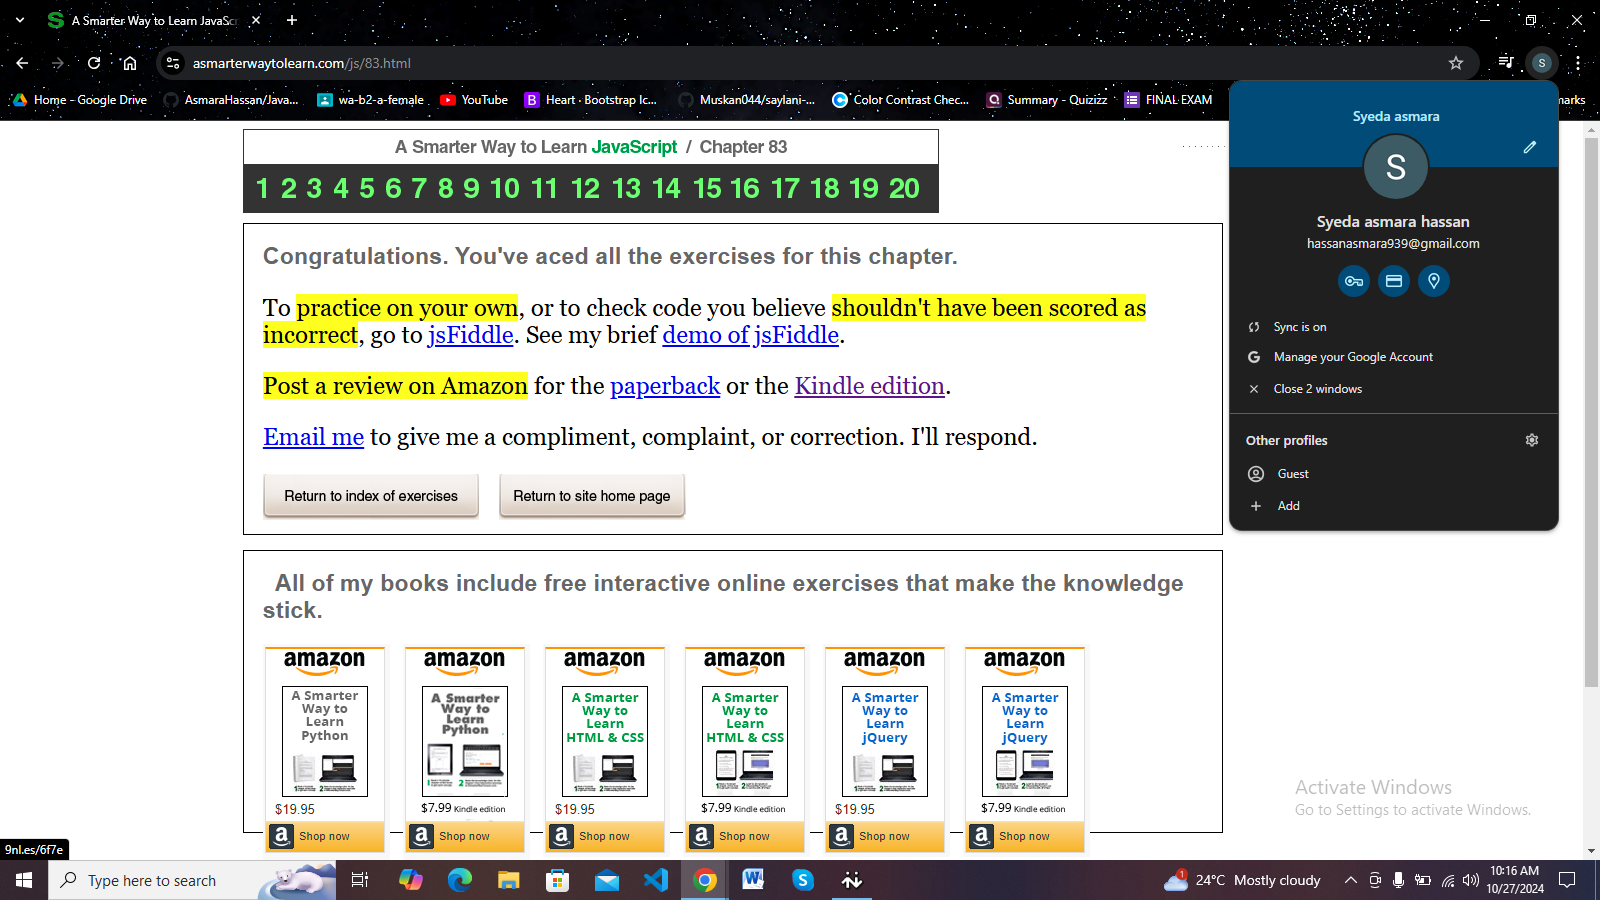 A Smarter Way to Learn JavaSc
asmarterwaytolearn.com/js/83.html
Home - Google Drive
AsmaraHassan/Java...
wa-b2-a-female
YouTube
Heart · Bootstrap Ic...
Muskan044/saylani-...
Color Contrast Chec...
Summary - Quizizz
FINAL EXAM
marks
A Smarter Way to Learn JavaScript / Chapter 83
1 2 3 4 5 6 7 8 9 10 11 12 13 14 15 16 17 18 19 20
Congratulations. You've aced all the exercises for this chapter.
To practice on your own, or to check code you believe shouldn't have been scored as
incorrect, go to jsFiddle. See my brief demo of jsFiddle.
Post a review on Amazon for the paperback or the Kindle edition.
Email me to give me a compliment, complaint, or correction. I'll respond.
Return to index of exercises
Return to site home page
Syeda asmara
S
S
Syeda asmara hassan
hassanasmara939@gmail.com
Sync is on
Manage your Google Account
Close 2 windows
Other profiles
Guest
Add
All of my books include free interactive online exercises that make the knowledge
stick.
amazon
A Smarter
Way to
Learn
Python
$19.95
Shop now
amazon
A Smarter
Way to
Learn
Python
$7.99 Kindle edition
Shop now
amazon
A Smarter
Way to
Learn
HTML & CSS
$19.95
Shop now
amazon
A Smarter
Way to
Learn
HTML & CSS
$7.99 Kindle edition
Shop now
amazon
A Smarter
Way to
Learn
jQuery
$19.95
Shop now
amazon
A Smarter
Way to
Learn
jQuery
$7.99 Kindle edition
Shop now
Activate Windows
Go to Settings to activate Windows.
9nl.es/6f7e
Type here to search
1
24°C Mostly cloudy
10:16 AM
10/27/2024